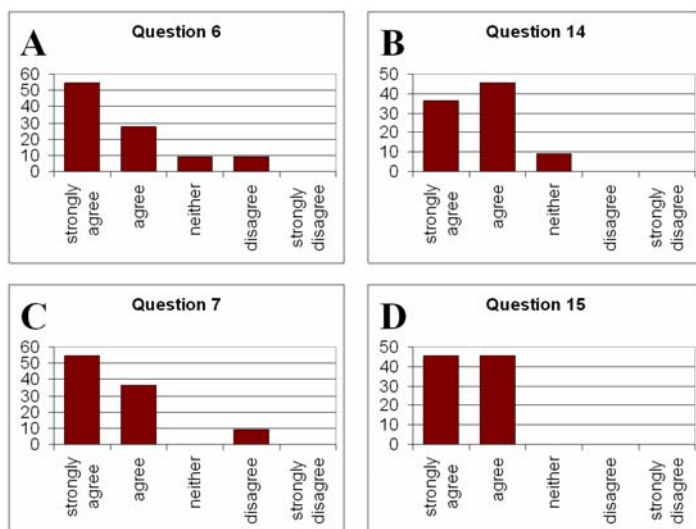 A
Question 6
60
50
40
30
20
10
0
strongly
agree
agree
neither
disagree
strongly
disagree
B
Question 14
50
40
30
20
10
0
strongly
agree
agree
neither
disagree
strongly
disagree
C
Question 7
60
50
40
30
20
10
0
strongly
agree
agree
neither
disagree
strongly
disagree
D
Question 15
50
40
30
20
10
0
strongly
agree
agree
neither
disagree
strongly
disagree